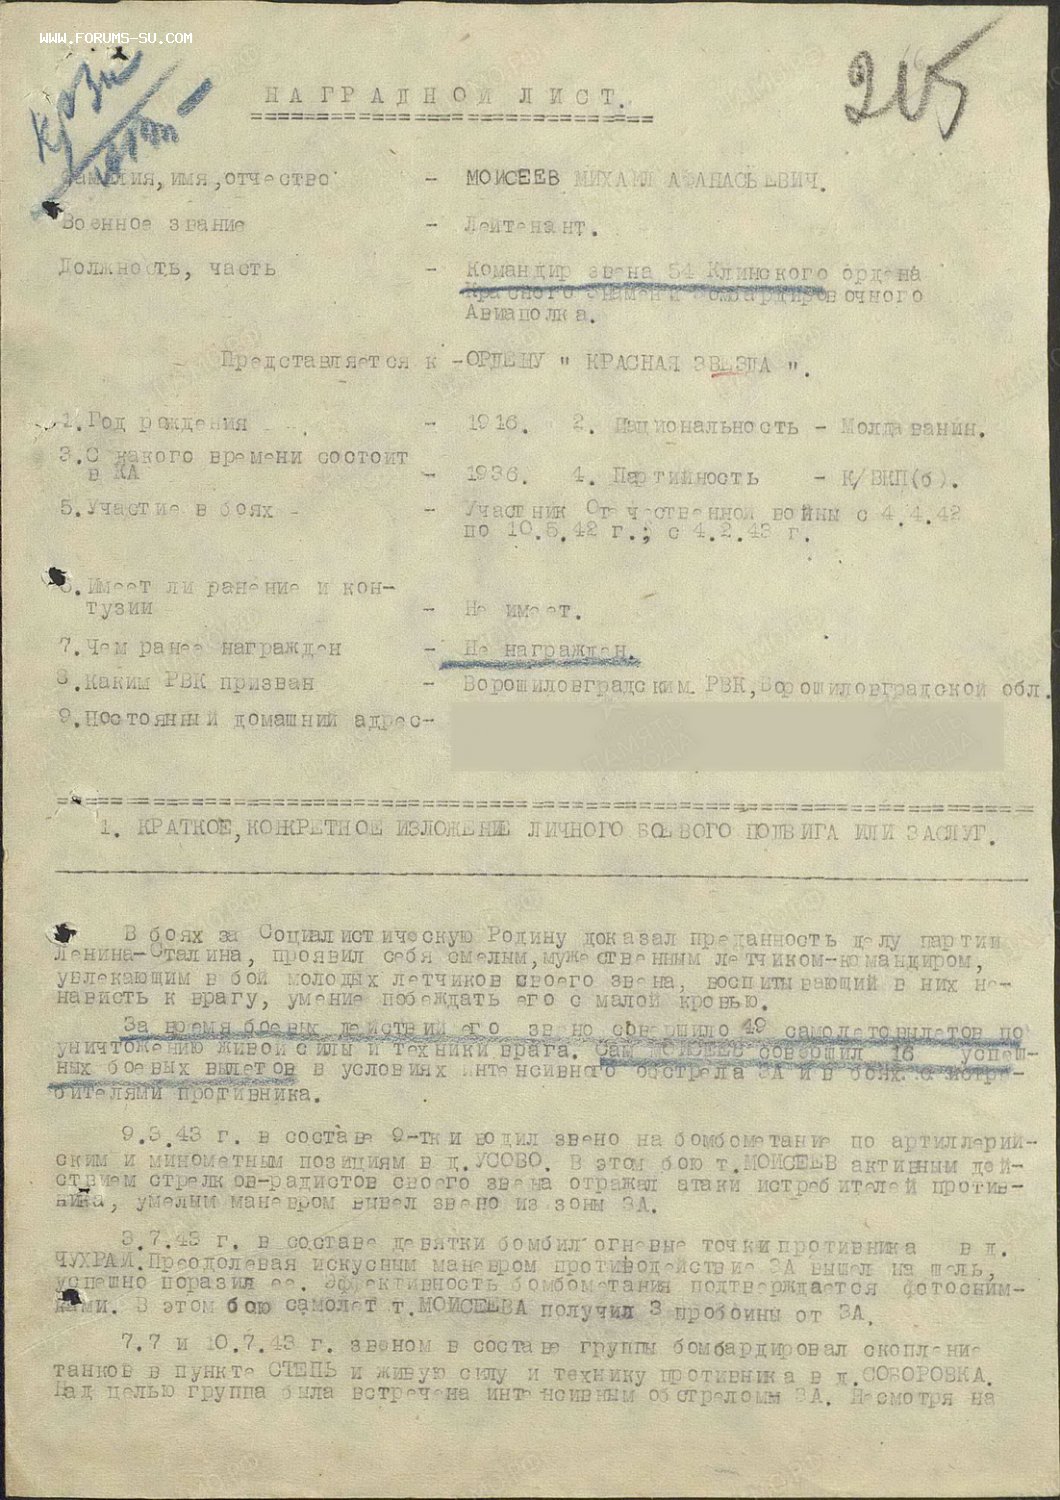 WWW.FORUMS-SU.COM
215
НАГРАДНОЙ ЛИСТ.
Фамилия, имя, отчество - МОИСЕЕВ МИХАИЛ АФАНАСЬЕВИЧ.
Военное звание - Лейтенант.
Должность, часть - Командир звена 54 Клинского ордена
Красного Знамени Бомбардировочного
Авиаполка.
Представляется к - ОРДЕНУ " КРАСНАЯ ЗВЕЗДА ".
1. Год рождения - 1916. 2. Национальность - Молдаванин.
3. С какого времени состоит
в КА - 1936. 4. Партийность - К/ВКП(б).
5. Участие в боях - Участник Отечественной войны с 4.4.42
по 10.5.42 г.; с 4.2.43 г.
6. Имеет ли ранение и кон-
тузии - Не имеет.
7. Чем ранее награжден - Не награжден.
8. Каким РВК призван - Ворошиловградским РВК, Ворошиловградской обл.
9. Постоянный домашний адрес-
1. КРАТКОЕ, КОНКРЕТНОЕ ИЗЛОЖЕНИЕ ЛИЧНОГО БОЕВОГО ПОДВИГА ИЛИ ЗАСЛУГ.
В боях за Социалистическую Родину доказал преданность делу партии
Ленина-Сталина, проявил себя смелым, мужественным летчиком-командиром,
увлекающим в бой молодых летчиков своего звена, воспитывающий в них не-
нависть к врагу, умение побеждать его с малой кровью.
За время боевых действий его звено совершило 49 самолетовылетов по
уничтожению живой силы и техники врага. Сам МОИСЕЕВ совершил 16 успеш-
ных боевых вылетов в условиях интенсивного обстрела ЗА и в боях с истре-
бителями противника.
9.3.43 г. в составе 9-тки водил звено на бомбометание по артиллерий-
ским и минометным позициям в д. УСОВО. В этом бою т. МОИСЕЕВ активным дей-
ствием стрелков-радистов своего звена отражал атаки истребителей против-
ника, умелым маневром вывел звено из зоны ЗА.
3.7.43 г. в составе девятки бомбил огневые точки противника в д.
ЧУХРАЙ. Преодолевая искусным маневром противодействие ЗА вышел на цель,
успешно поразил ее. Эффективность бомбометания подтверждается фотосним-
ками. В этом бою самолет т. МОИСЕЕВА получил 3 пробоины от ЗА.
7.7 и 10.7.43 г. звеном в составе группы бомбардировал скопление
танков в пункте СТЕПЬ и живую силу и технику противника в д. СОБОРОВКА.
Над целью группа была встречена интенсивным обстрелом ЗА. Несмотря на